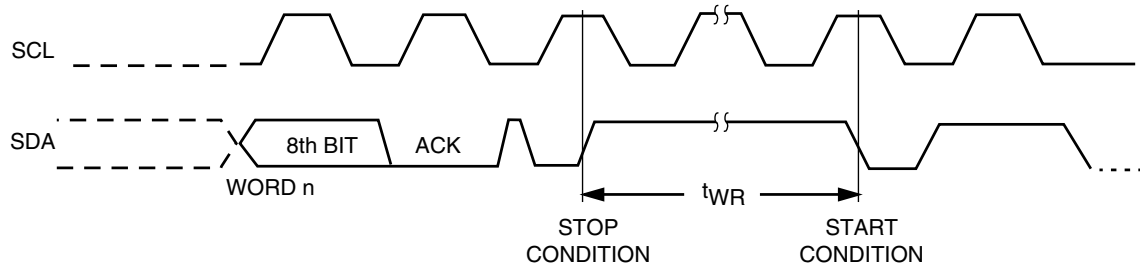 SCL
SDA
8th BIT
ACK
WORD n
tWR
STOP
CONDITION
START
CONDITION